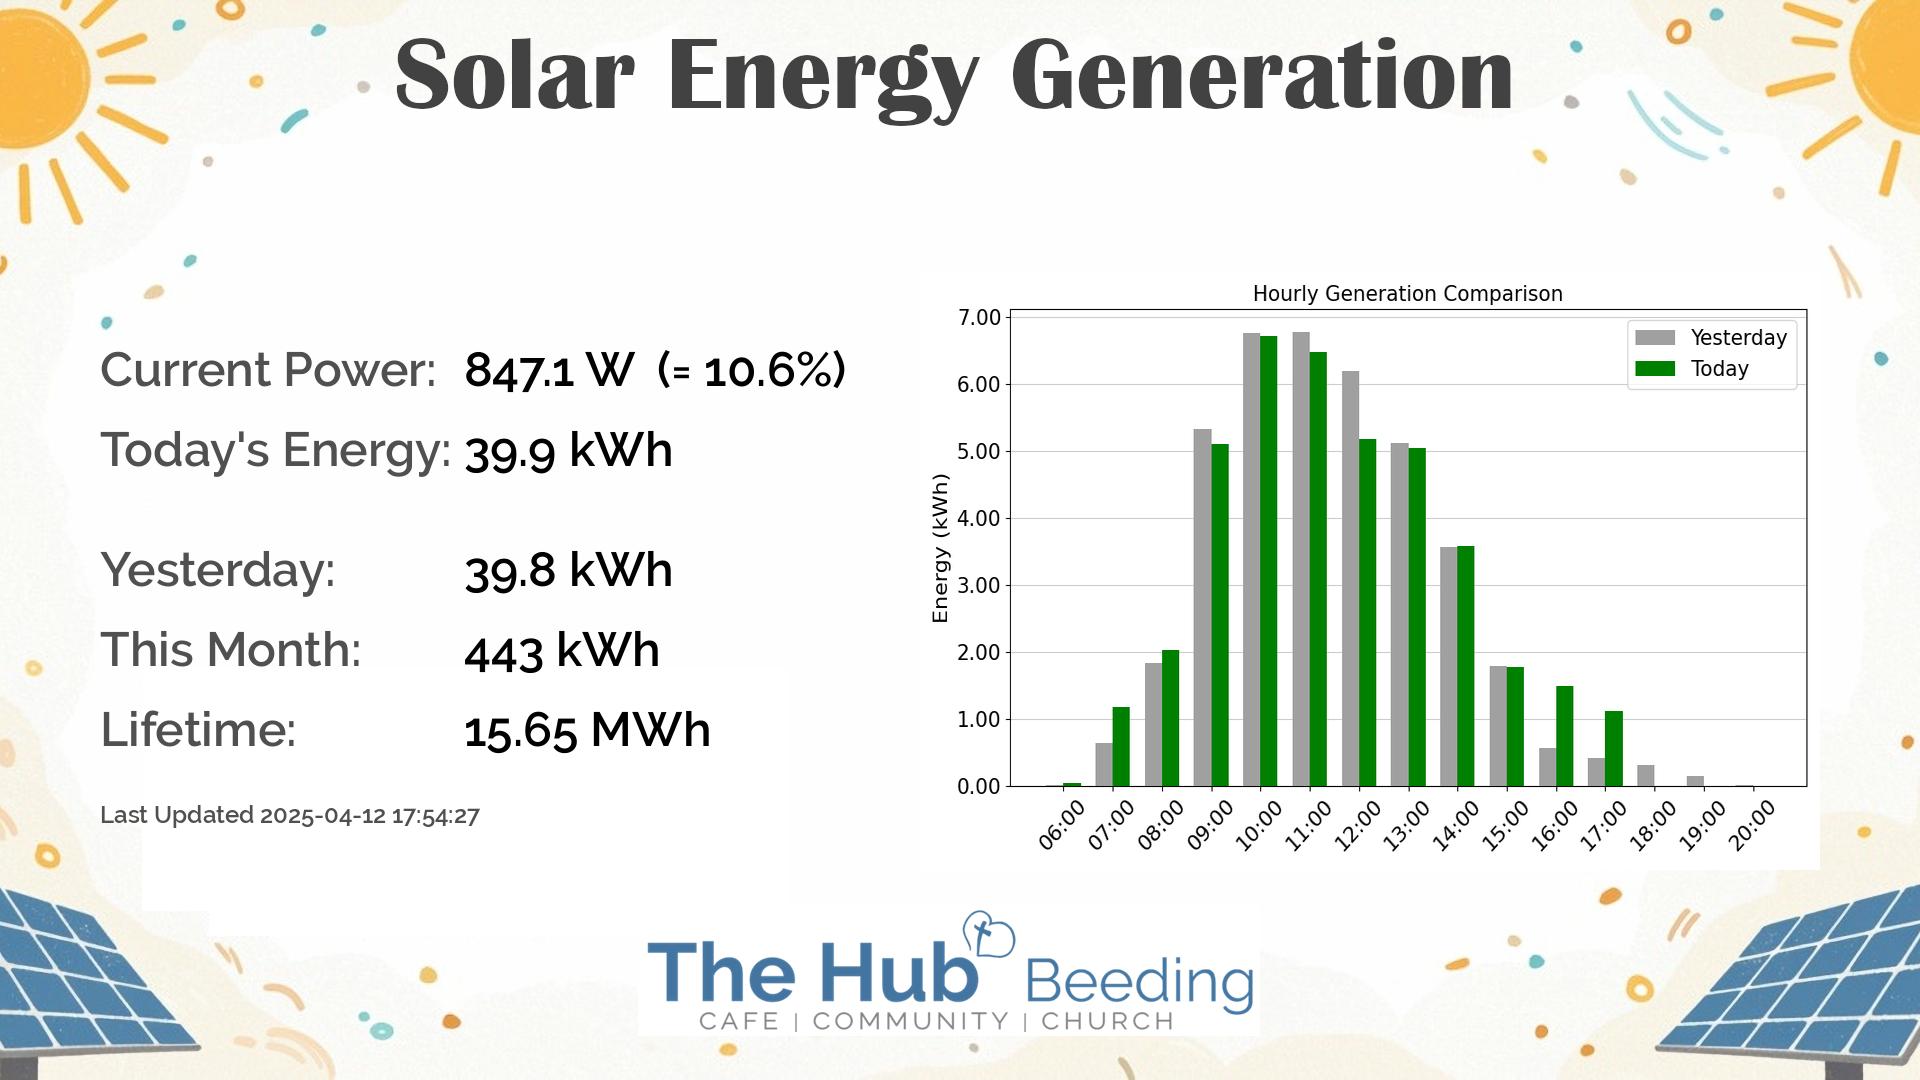 Solar Energy Generation
Current Power: 847.1 W (= 10.6%)
Today's Energy: 39.9 kWh
Yesterday: 39.8 kWh
This Month: 443 kWh
Lifetime: 15.65 MWh
Last Updated 2025-04-12 17:54:27
Hourly Generation Comparison
Yesterday
Today
Energy (kWh)
7.00
6.00
5.00
4.00
3.00
2.00
1.00
0.00
06:00 07:00 08:00 09:00 10:00 11:00 12:00 13:00 14:00 15:00 16:00 17:00 18:00 19:00 20:00
The Hub Beeding
CAFE | COMMUNITY | CHURCH